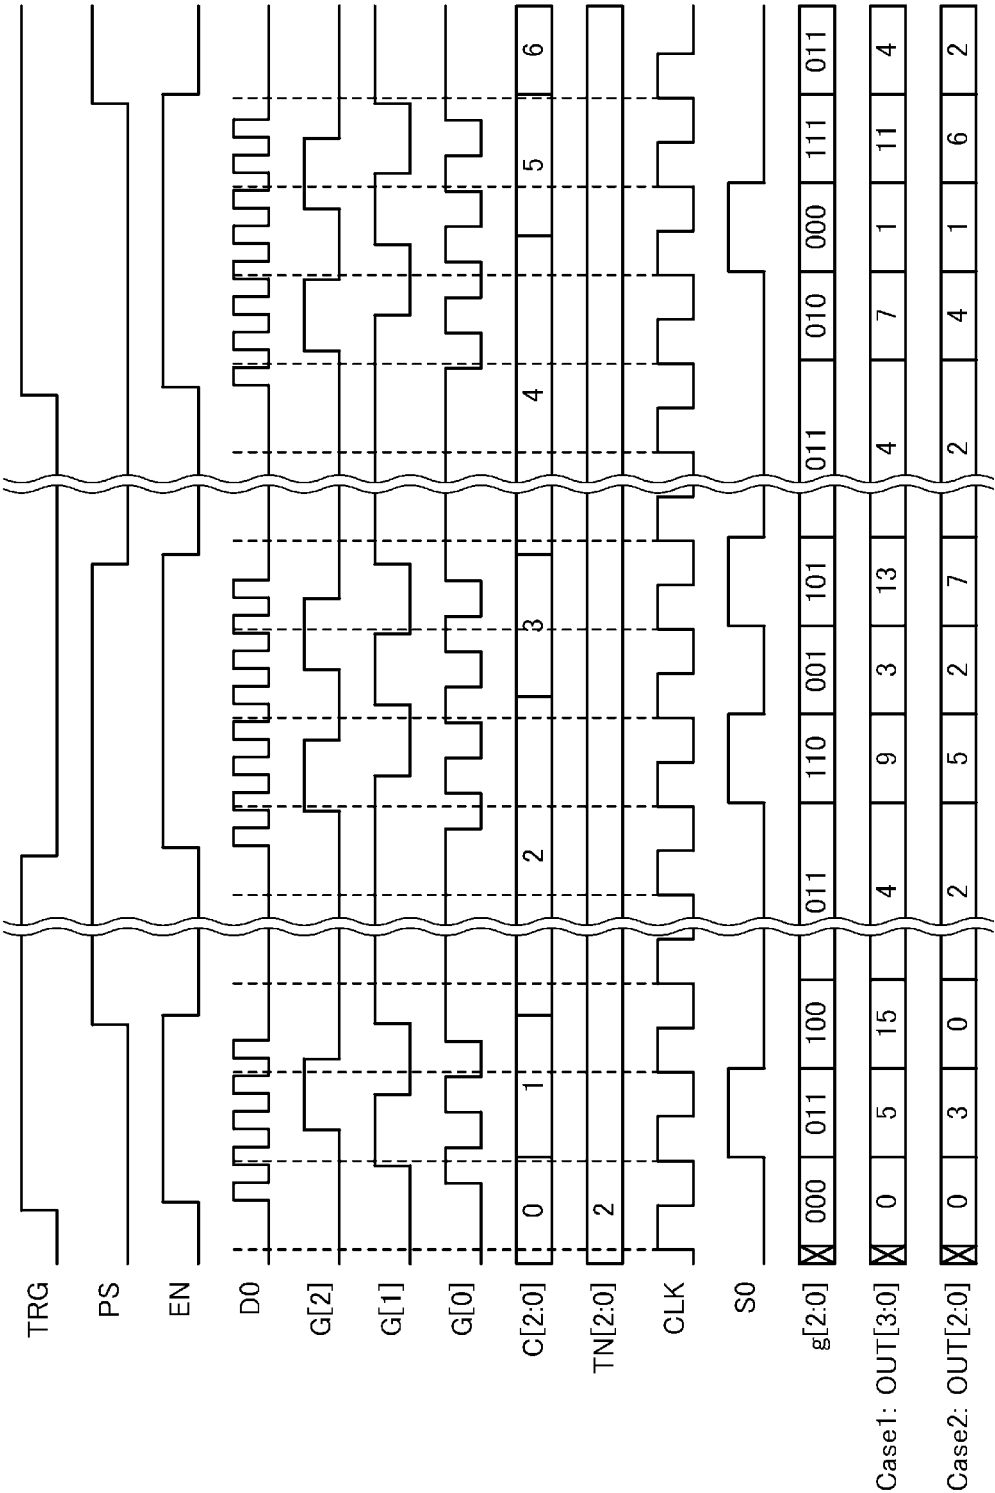 TRG
PS
EN
D0
G[2]
G[1]
G[0]
C[2:0] 0 1 2 3 4 5 6
TN[2:0] 2
CLK
S0
g[2:0] 000 011 100 011 110 001 101 011 010 000 111 011
Case1: OUT[3:0] 0 5 15 4 9 3 13 4 7 1 11 4
Case2: OUT[2:0] 0 3 0 2 5 2 7 2 4 1 6 2